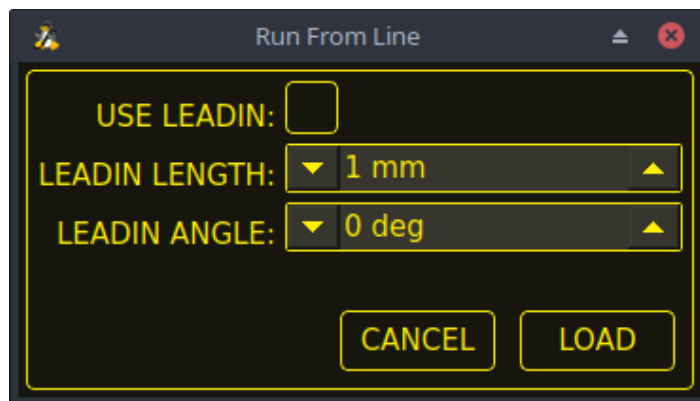 Run From Line
USE LEADIN:
LEADIN LENGTH: 1 mm
LEADIN ANGLE: 0 deg
CANCEL LOAD